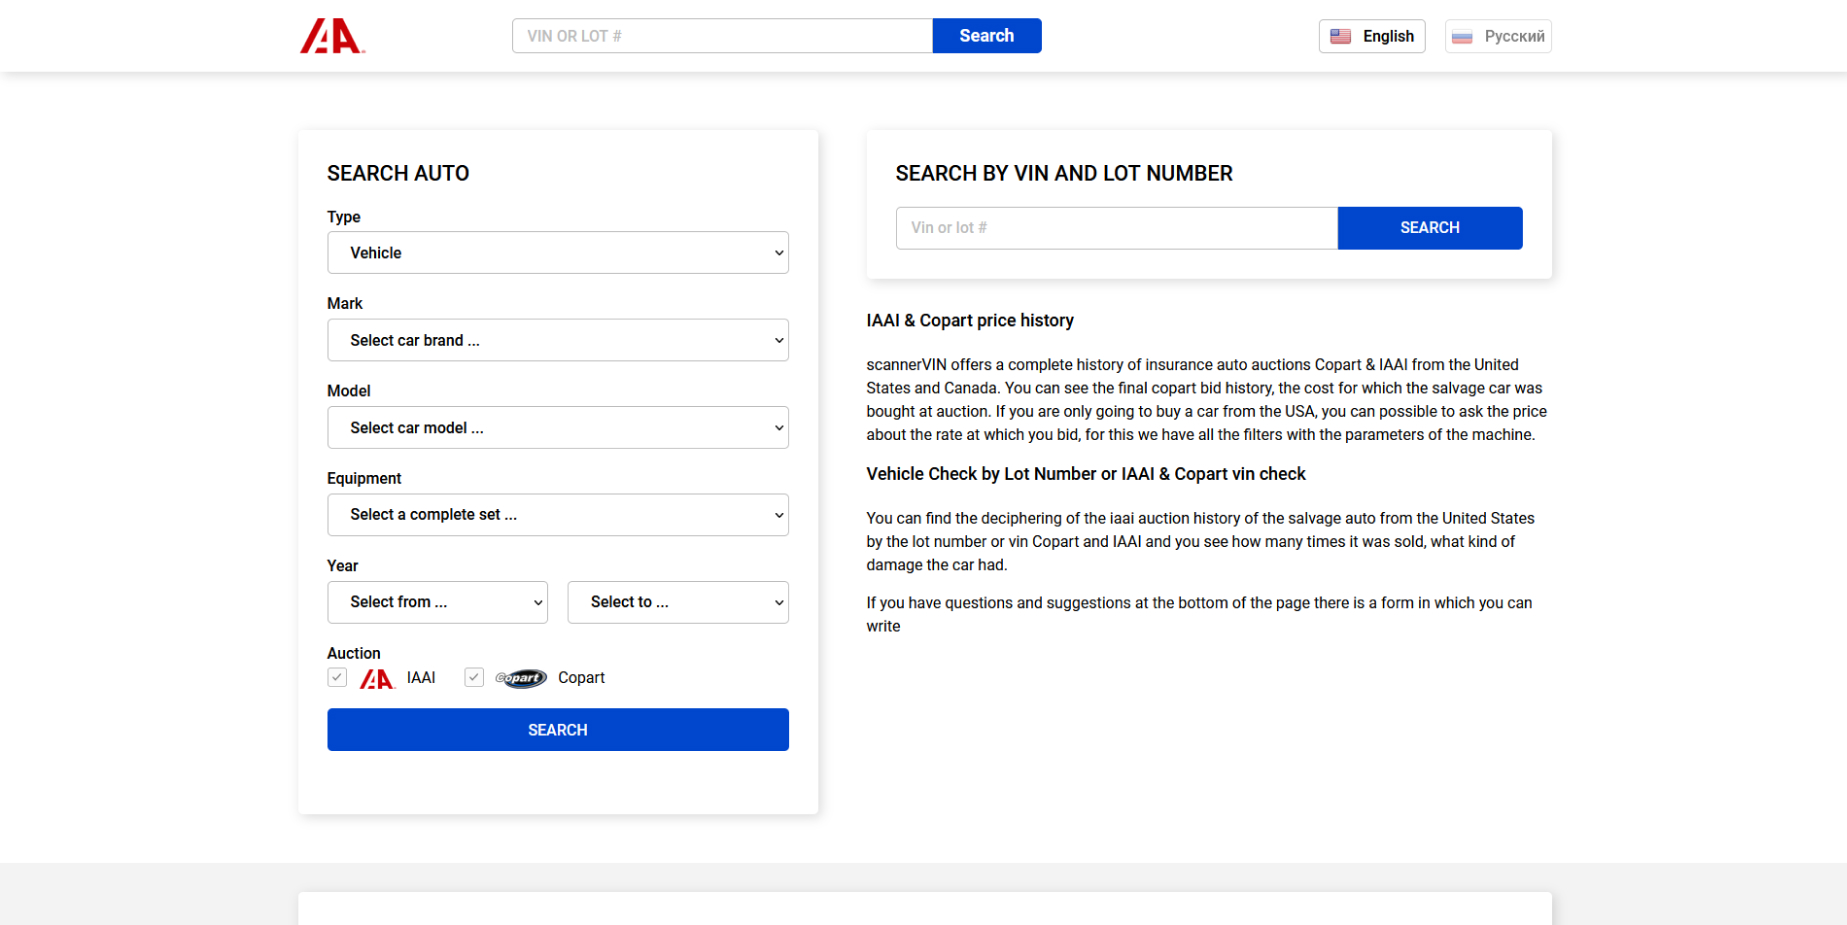 IAA
VIN OR LOT #
Search
English
Русский
SEARCH AUTO
Type
Vehicle
Mark
Select car brand ...
Model
Select car model ...
Equipment
Select a complete set ...
Year
Select from ...
Select to ...
Auction
IAA IAAI
Copart Copart
SEARCH
SEARCH BY VIN AND LOT NUMBER
Vin or lot #
SEARCH
IAAI & Copart price history
scannerVIN offers a complete history of insurance auto auctions Copart & IAAI from the United
States and Canada. You can see the final copart bid history, the cost for which the salvage car was
bought at auction. If you are only going to buy a car from the USA, you can possible to ask the price
about the rate at which you bid, for this we have all the filters with the parameters of the machine.
Vehicle Check by Lot Number or IAAI & Copart vin check
You can find the deciphering of the iaai auction history of the salvage auto from the United States
by the lot number or vin Copart and IAAI and you see how many times it was sold, what kind of
damage the car had.
If you have questions and suggestions at the bottom of the page there is a form in which you can
write